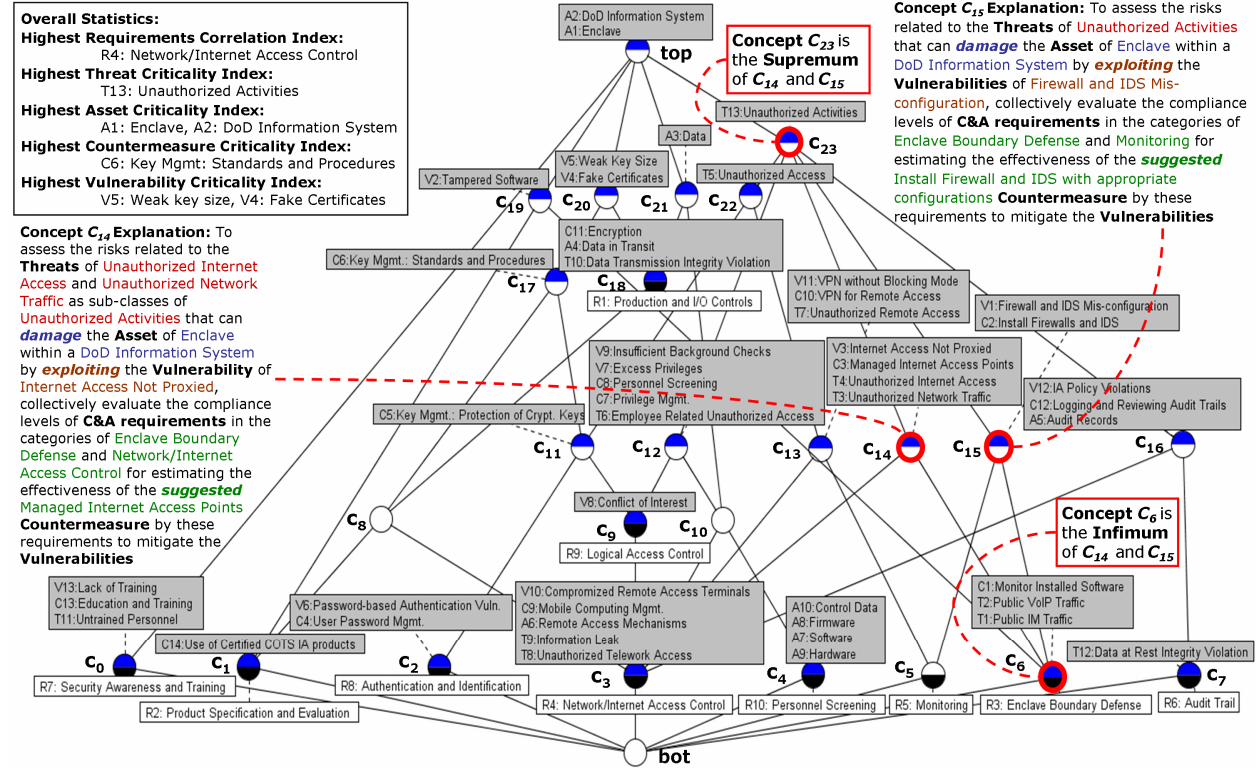 Overall Statistics:
Highest Requirements Correlation Index:
R4: Network/Internet Access Control
Highest Threat Criticality Index:
T13: Unauthorized Activities
Highest Asset Criticality Index:
A1: Enclave, A2: DoD Information System
Highest Countermeasure Criticality Index:
C6: Key Mgmt: Standards and Procedures
Highest Vulnerability Criticality Index:
V5: Weak key size, V4: Fake Certificates
Concept C14 Explanation: To
assess the risks related to the
Threats of Unauthorized Internet
Access and Unauthorized Network
Traffic as sub-classes of
Unauthorized Activities that can
damage the Asset of Enclave
within a DoD Information System
by exploiting the Vulnerability of
Internet Access Not Proxied,
collectively evaluate the compliance
levels of C&A requirements in the
categories of Enclave Boundary
Defense and Network/Internet
Access Control for estimating the
effectiveness of the suggested
Managed Internet Access Points
Countermeasure by these
requirements to mitigate the
Vulnerabilities
A2: DoD Information System
A1: Enclave
top
Concept C23 is
the Supremum
of C14 and C15
Concept C15 Explanation: To assess the risks
related to the Threats of Unauthorized Activities
that can damage the Asset of Enclave within a
DoD Information System by exploiting the
Vulnerabilities of Firewall and IDS Mis-
configuration, collectively evaluate the compliance
levels of C&A requirements in the categories of
Enclave Boundary Defense and Monitoring for
estimating the effectiveness of the suggested
Install Firewall and IDS with appropriate
configurations Countermeasure by these
requirements to mitigate the Vulnerabilities
T13: Unauthorized Activities
C23
A3:Data
V5:Weak Key Size
V4:Fake Certificates
T5:Unauthorized Access
V2:Tampered Software
C19
C20
C21
C22
C11:Encryption
A4:Data in Transit
T10:Data Transmission Integrity Violation
C6:Key Mgmt.: Standards and Procedures
C17
C18
R1: Production and I/O Controls
V11:VPN without Blocking Mode
C10:VPN for Remote Access
T7:Unauthorized Remote Access
V1:Firewall and IDS Mis-configuration
C2:Install Firewalls and IDS
V9:Insufficient Background Checks
V7:Excess Privileges
C8:Personnel Screening
C7:Privilege Mgmt.
T6:Employee Related Unauthorized Access
V3:Internet Access Not Proxied
C3:Managed Internet Access Points
T4:Unauthorized Internet Access
T3:Unauthorized Network Traffic
V12:IA Policy Violations
C12:Logging and Reviewing Audit Trails
A5:Audit Records
C5:Key Mgmt.: Protection of Crypt. Keys
C11
C12
C13
C14
C15
C16
V8:Conflict of Interest
C8
C9
C10
R9: Logical Access Control
Concept C6 is
the Infimum
of C14 and C15
V13:Lack of Training
C13:Education and Training
T11:Untrained Personnel
V6:Password-based Authentication Vuln.
C4:User Password Mgmt.
C14:Use of Certified COTS IA products
V10:Compromized Remote Access Terminals
C9:Mobile Computing Mgmt.
A6:Remote Access Mechanisms
T9:Information Leak
T8:Unauthorized Telework Access
A10:Control Data
A8:Firmware
A7:Software
A9:Hardware
C1:Monitor Installed Software
T2:Public VoIP Traffic
T1:Public IM Traffic
T12:Data at Rest Integrity Violation
C0
C1
C2
C3
C4
C5
C6
C7
R7: Security Awareness and Training
R2: Product Specification and Evaluation
R8: Authentication and Identification
R4: Network/Internet Access Control
R10: Personnel Screening
R5: Monitoring
R3: Enclave Boundary Defense
R6: Audit Trail
bot